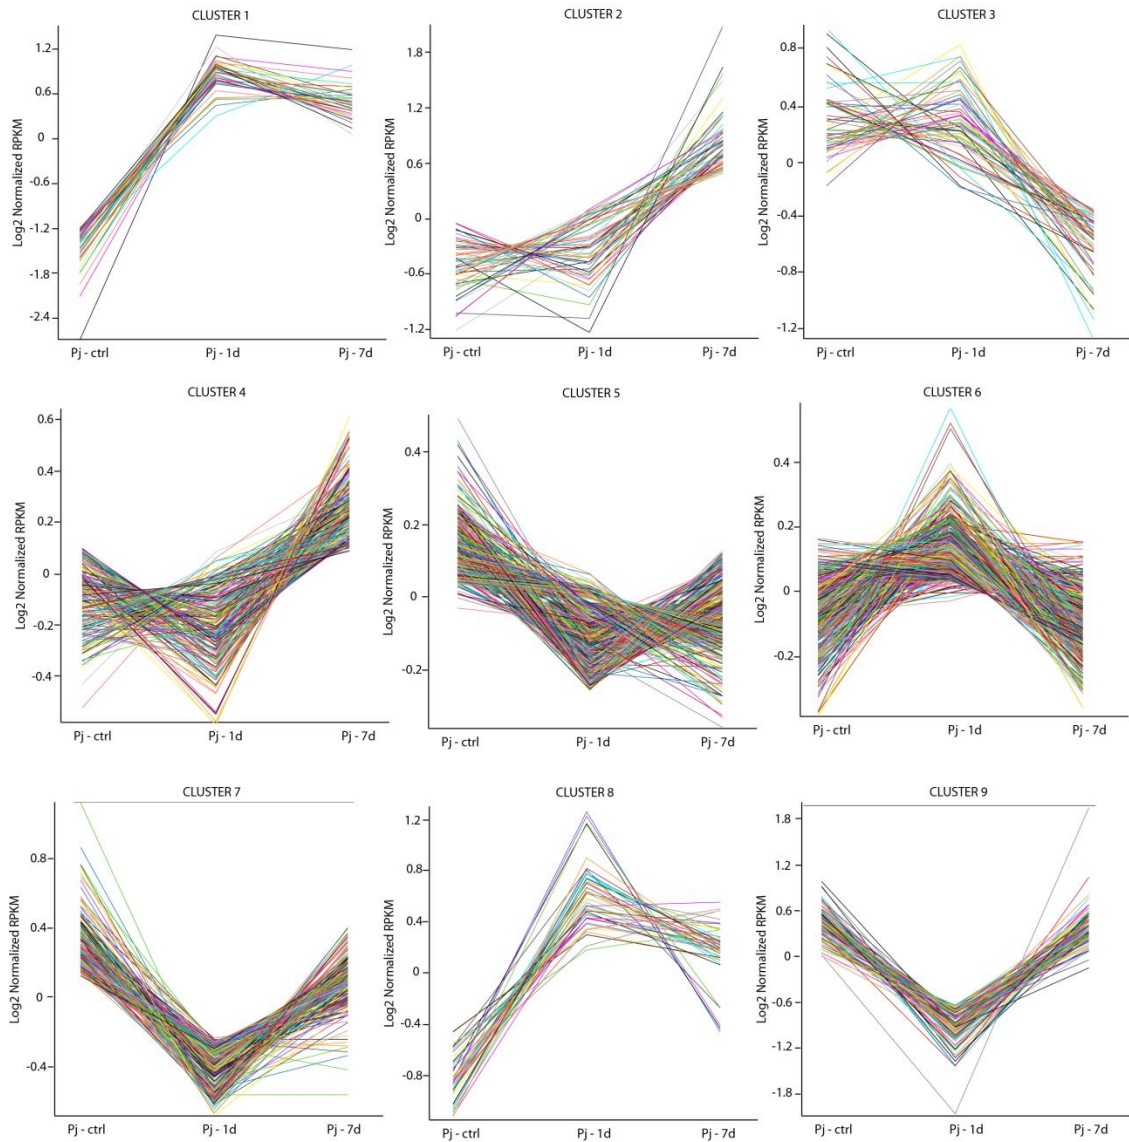 CLUSTER 1
Log2 Normalized RPKM
1.2
0.6
0
-0.6
-1.2
-1.8
-2.4
Pj - ctrl Pj - 1d Pj - 7d
CLUSTER 2
Log2 Normalized RPKM
1.8
1.2
0.6
0
-0.6
-1.2
Pj - ctrl Pj - 1d Pj - 7d
CLUSTER 3
Log2 Normalized RPKM
0.8
0.4
0
-0.4
-0.8
-1.2
Pj - ctrl Pj - 1d Pj - 7d
CLUSTER 4
Log2 Normalized RPKM
0.6
0.4
0.2
0
-0.2
-0.4
Pj - ctrl Pj - 1d Pj - 7d
CLUSTER 5
Log2 Normalized RPKM
0.4
0.2
0
-0.2
Pj - ctrl Pj - 1d Pj - 7d
CLUSTER 6
Log2 Normalized RPKM
0.4
0.2
0
-0.2
Pj - ctrl Pj - 1d Pj - 7d
CLUSTER 7
Log2 Normalized RPKM
0.8
0.4
0
-0.4
Pj - ctrl Pj - 1d Pj - 7d
CLUSTER 8
Log2 Normalized RPKM
1.2
0.8
0.4
0
-0.4
-0.8
Pj - ctrl Pj - 1d Pj - 7d
CLUSTER 9
Log2 Normalized RPKM
1.8
1.2
0.6
0
-0.6
-1.2
-1.8
Pj - ctrl Pj - 1d Pj - 7d